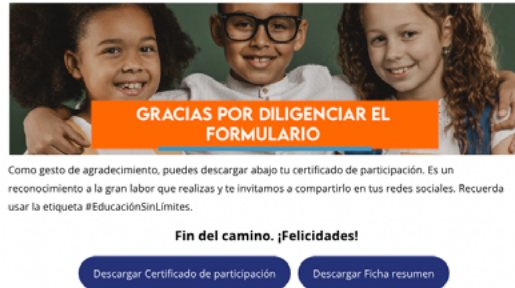 GRACIAS POR DILIGENCIAR EL
FORMULARIO
Como gesto de agradecimiento, puedes descargar abajo tu certificado de participación. Es un
reconocimiento a la gran labor que realizas y te invitamos a compartirlo en tus redes sociales. Recuerda
usar la etiqueta #EducaciónSinLímites.
Fin del camino. ¡Felicidades!
Descargar Certificado de participación
Descargar Ficha resumen